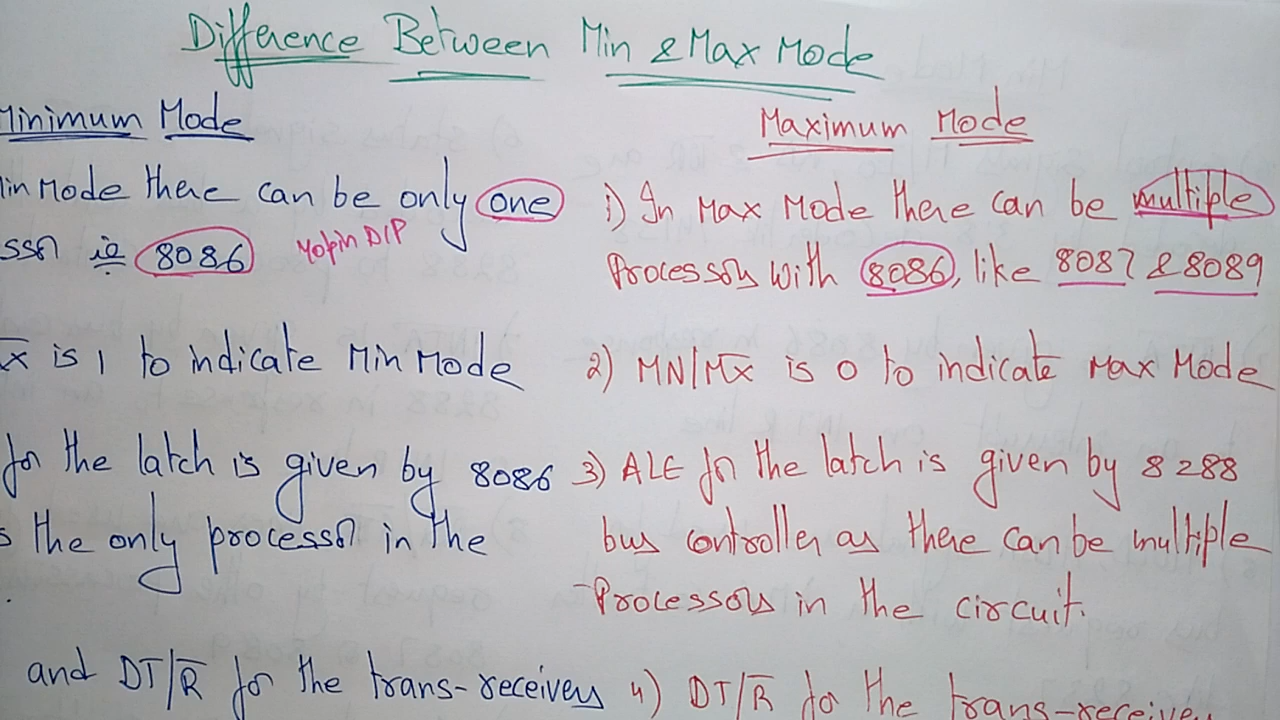 Difference Between Min & Max Mode
Minimum Mode
Min Mode there can be only one
ssor ie 8086 40pin DIP
X̅ is 1 to indicate Min Mode
for the latch is given by 8086
s the only processor in the
.
and DT/R̅ for the trans-receivers
Maximum Mode
1) In Max Mode there can be multiple
Processors with 8086, like 8087 & 8089
2) MN/M̅X̅ is 0 to indicate Max Mode
3) ALE for the latch is given by 8288
bus controller as there can be multiple
Processors in the circuit.
4) DT/R̅ for the trans-receive